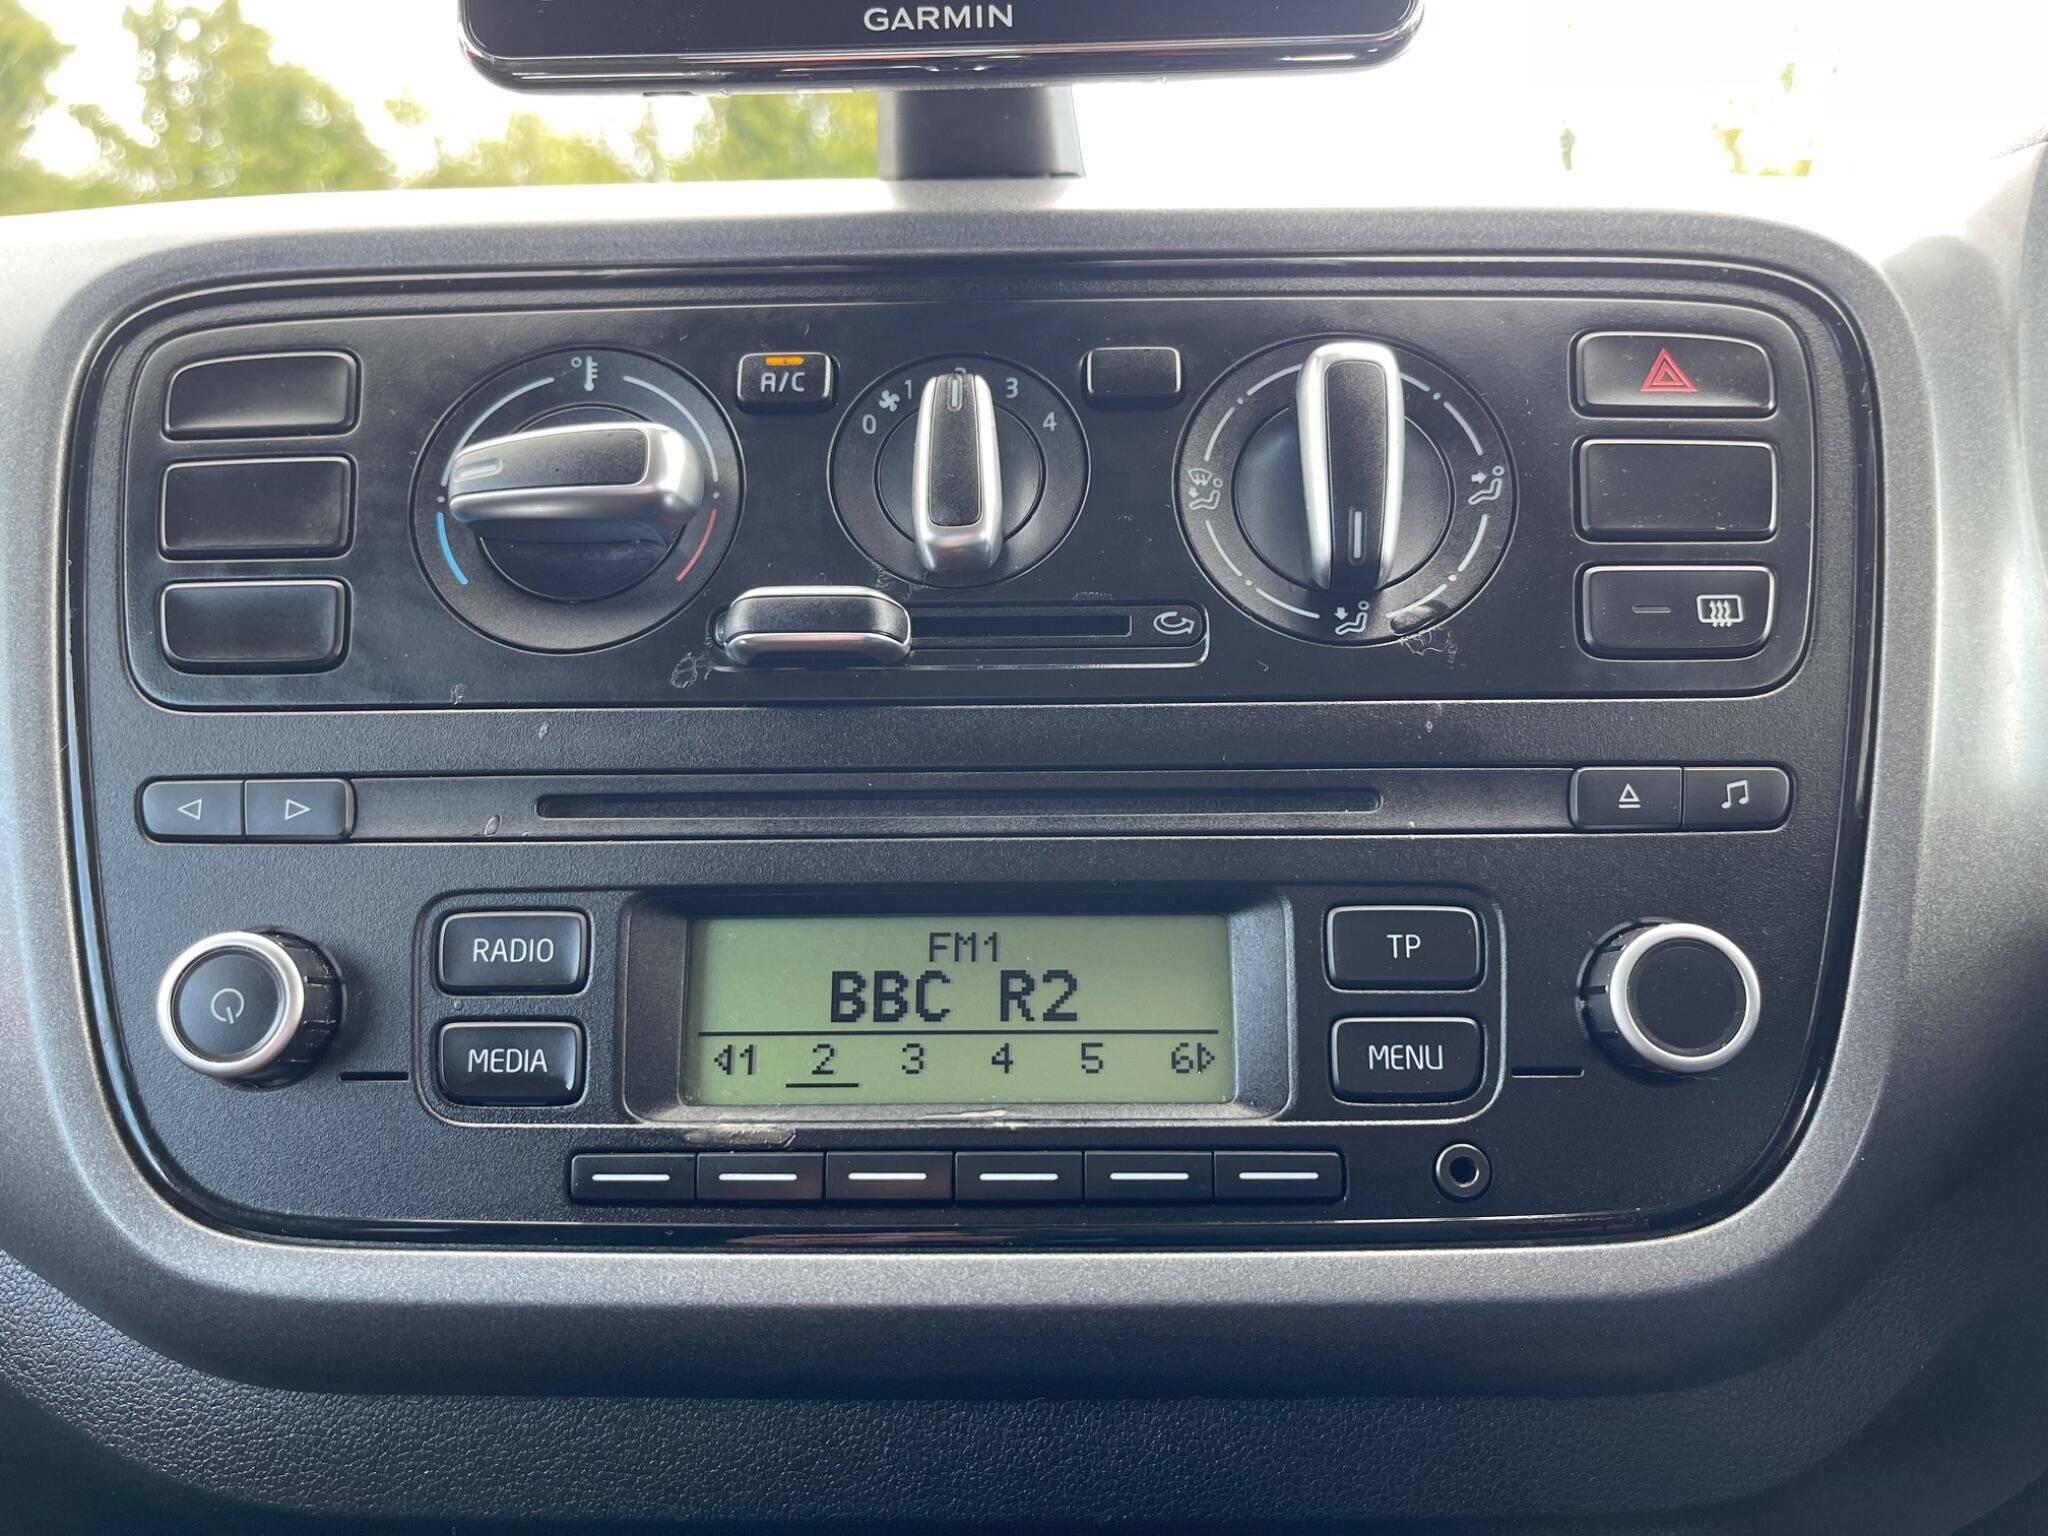 GARMIN
A/C
0 1 2 3 4
RADIO
MEDIA
FM1
BBC R2
1 2 3 4 5 6
TP
MENU